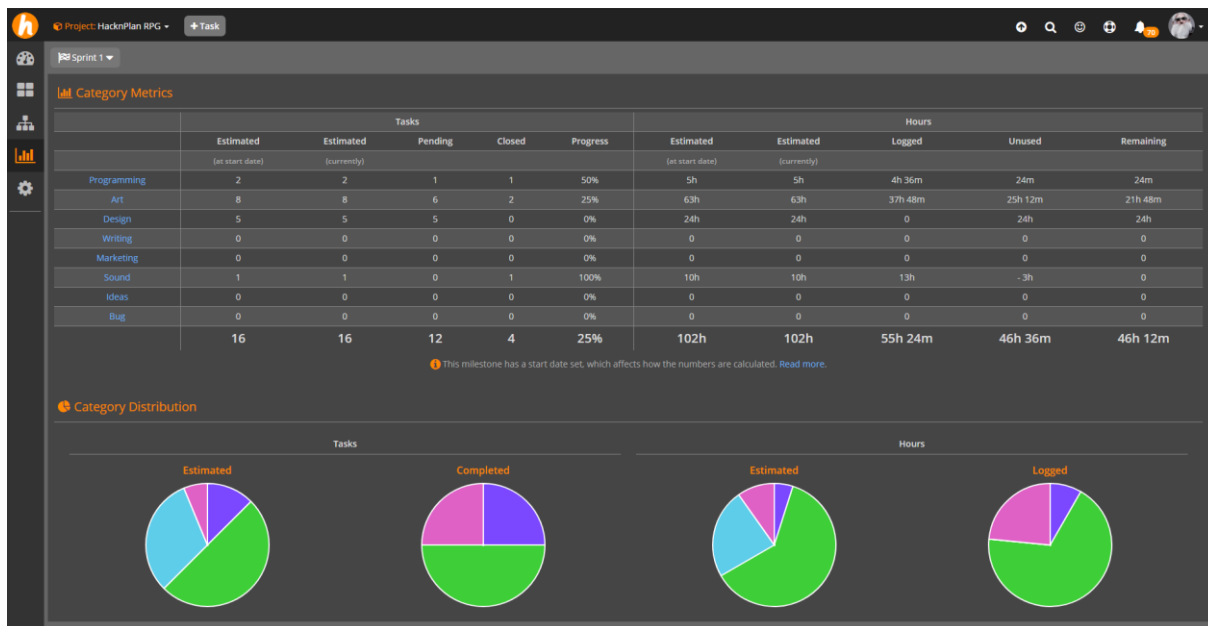 h Project: HacknPlan RPG + Task 76
Sprint 1
Category Metrics
Tasks Hours
Estimated Estimated Pending Closed Progress Estimated Estimated Logged Unused Remaining
(at start date) (currently) (at start date) (currently)
Programming 2 2 1 1 50% 5h 5h 4h 36m 24m 24m
Art 8 8 6 2 25% 63h 63h 37h 48m 25h 12m 21h 48m
Design 5 5 5 0 0% 24h 24h 0 24h 24h
Writing 0 0 0 0 0% 0 0 0 0 0
Marketing 0 0 0 0 0% 0 0 0 0 0
Sound 1 1 0 1 100% 10h 10h 13h - 3h 0
Ideas 0 0 0 0 0% 0 0 0 0 0
Bug 0 0 0 0 0% 0 0 0 0 0
16 16 12 4 25% 102h 102h 55h 24m 46h 36m 46h 12m
This milestone has a start date set, which affects how the numbers are calculated. Read more.
Category Distribution
Tasks Hours
Estimated Completed Estimated Logged